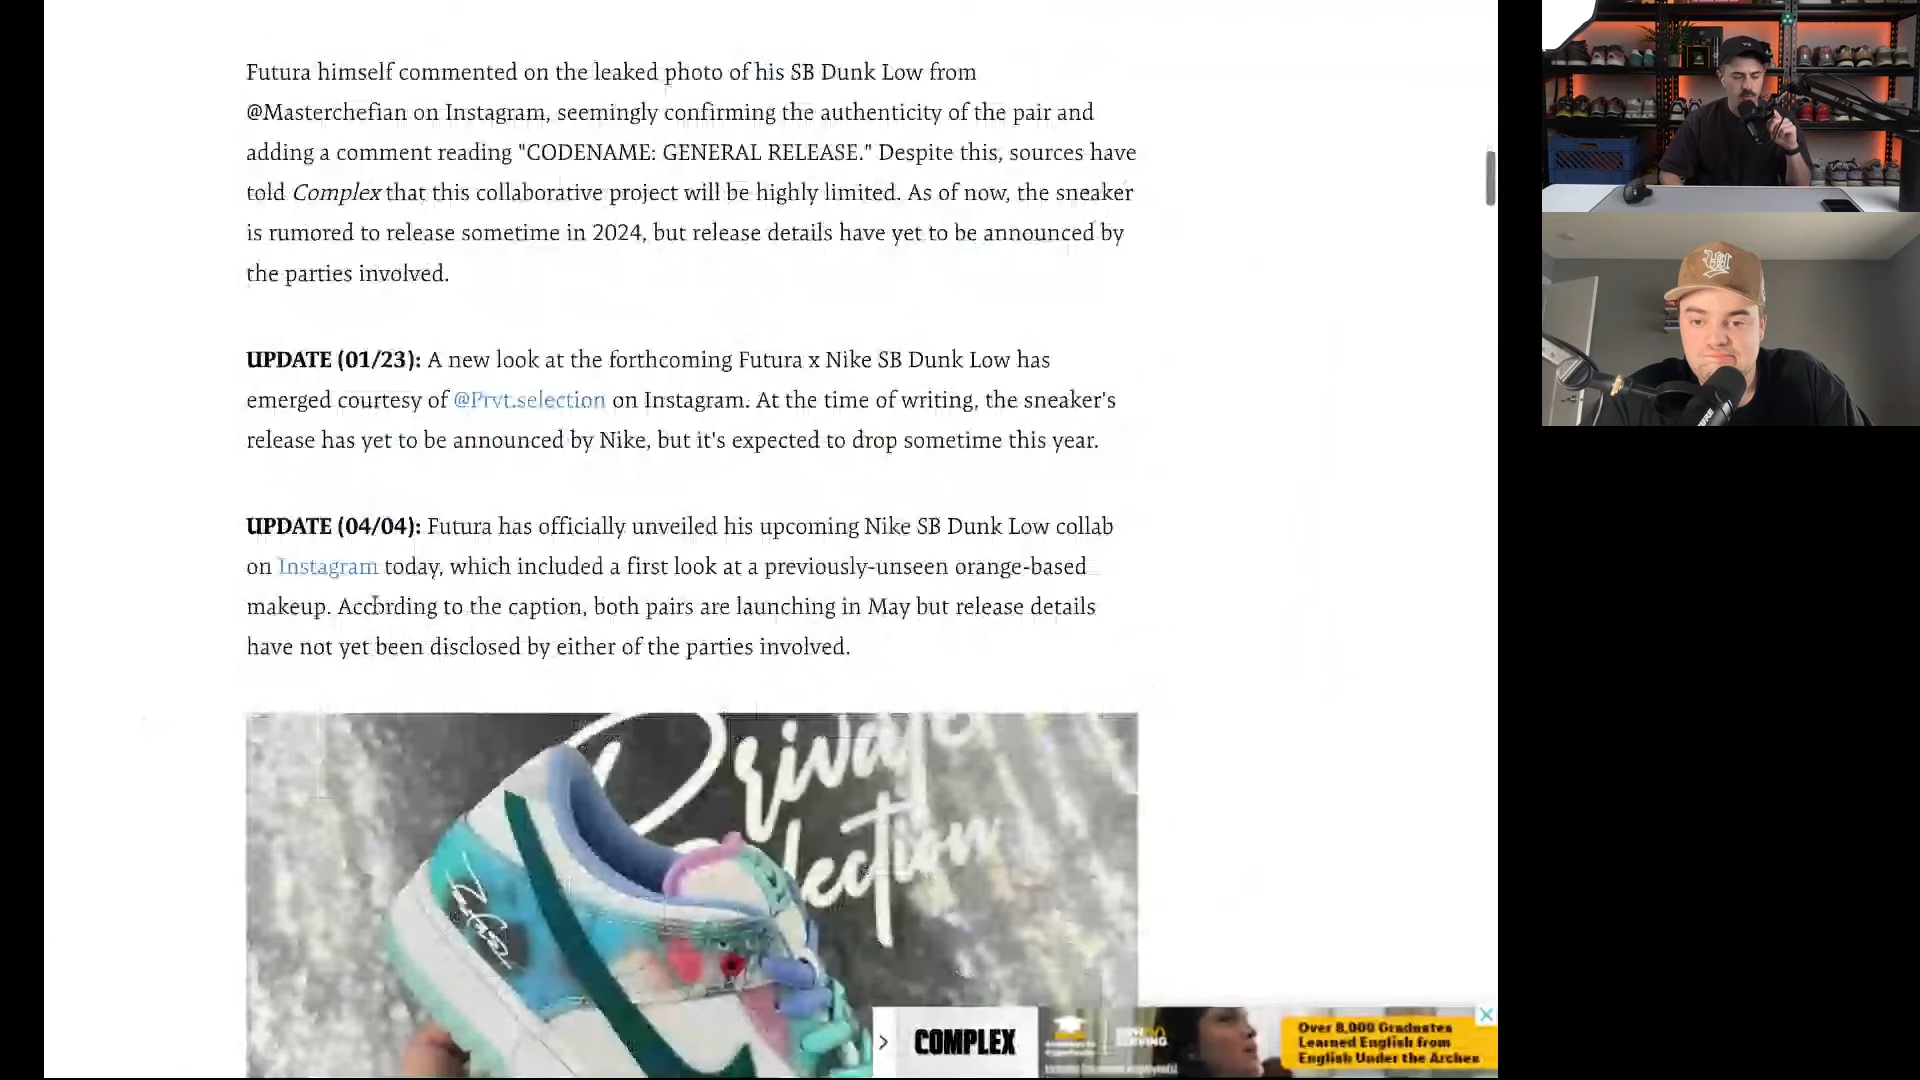 Futura himself commented on the leaked photo of his SB Dunk Low from
@Masterchefian on Instagram, seemingly confirming the authenticity of the pair and
adding a comment reading "CODENAME: GENERAL RELEASE." Despite this, sources have
told Complex that this collaborative project will be highly limited. As of now, the sneaker
is rumored to release sometime in 2024, but release details have yet to be announced by
the parties involved.
UPDATE (01/23): A new look at the forthcoming Futura x Nike SB Dunk Low has
emerged courtesy of @Prvt.selection on Instagram. At the time of writing, the sneaker's
release has yet to be announced by Nike, but it's expected to drop sometime this year.
UPDATE (04/04): Futura has officially unveiled his upcoming Nike SB Dunk Low collab
on Instagram today, which included a first look at a previously-unseen orange-based
makeup. According to the caption, both pairs are launching in May but release details
have not yet been disclosed by either of the parties involved.
Private
Selection
COMPLEX
Over 8,000 Graduates
Learned English from
English Under the Arches